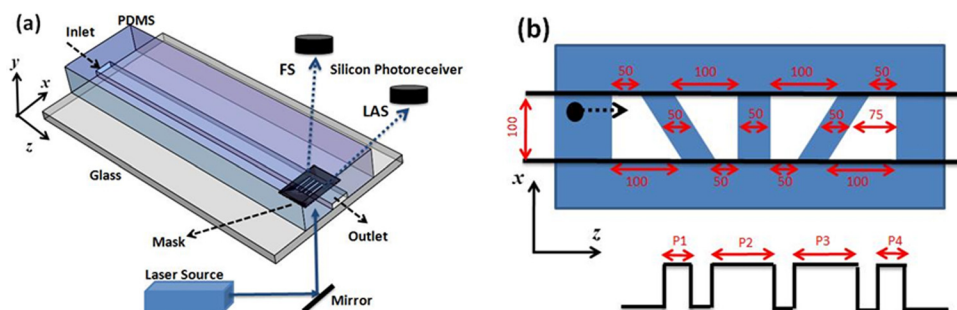 (a)
PDMS
Inlet
y
x
z
FS
Silicon Photoreceiver
LAS
Glass
Mask
Outlet
Laser Source
Mirror
(b)
50
100
100
50
100
50
50
50
75
100
50
50
100
x
z
P1
P2
P3
P4